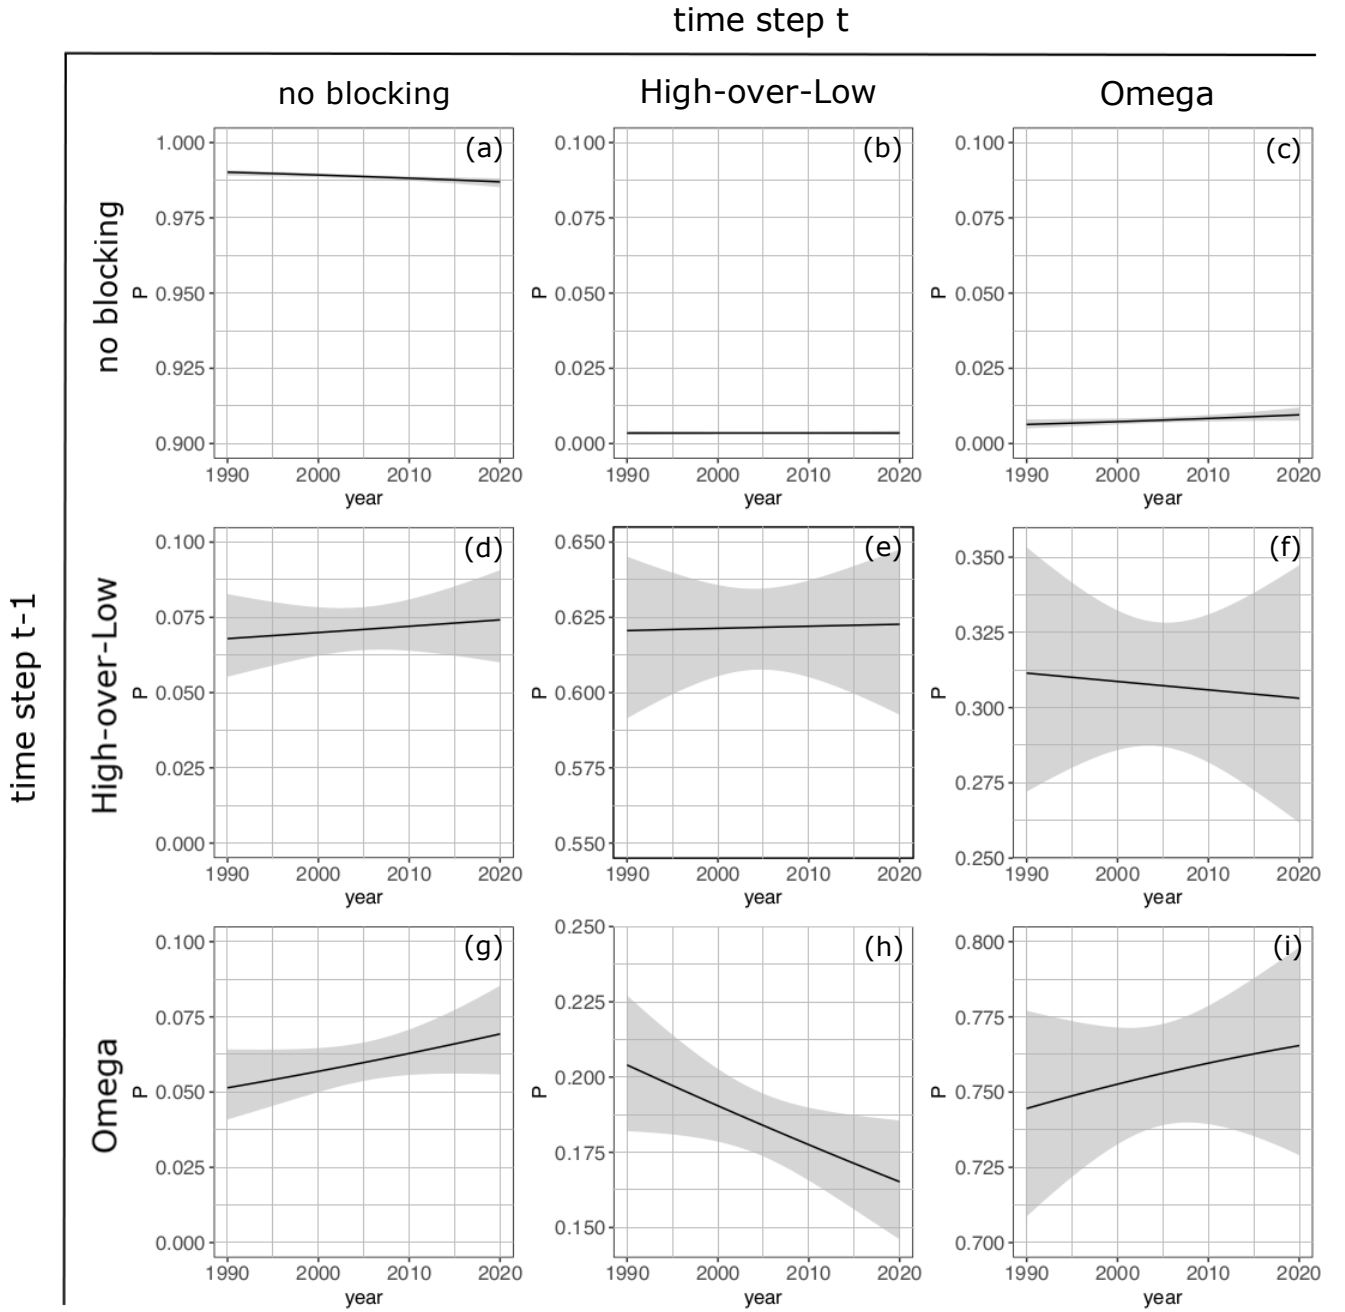 time step t
no blocking High-over-Low Omega
time step t-1
no blocking
(a)
1.000
0.975
0.950
0.925
0.900
P
1990 2000 2010 2020
year
(b)
0.100
0.075
0.050
0.025
0.000
P
1990 2000 2010 2020
year
(c)
0.100
0.075
0.050
0.025
0.000
P
1990 2000 2010 2020
year
High-over-Low
(d)
0.100
0.075
0.050
0.025
0.000
P
1990 2000 2010 2020
year
(e)
0.650
0.625
0.600
0.575
0.550
P
1990 2000 2010 2020
year
(f)
0.350
0.325
0.300
0.275
0.250
P
1990 2000 2010 2020
year
Omega
(g)
0.100
0.075
0.050
0.025
0.000
P
1990 2000 2010 2020
year
(h)
0.250
0.225
0.200
0.175
0.150
P
1990 2000 2010 2020
year
(i)
0.800
0.775
0.750
0.725
0.700
P
1990 2000 2010 2020
year